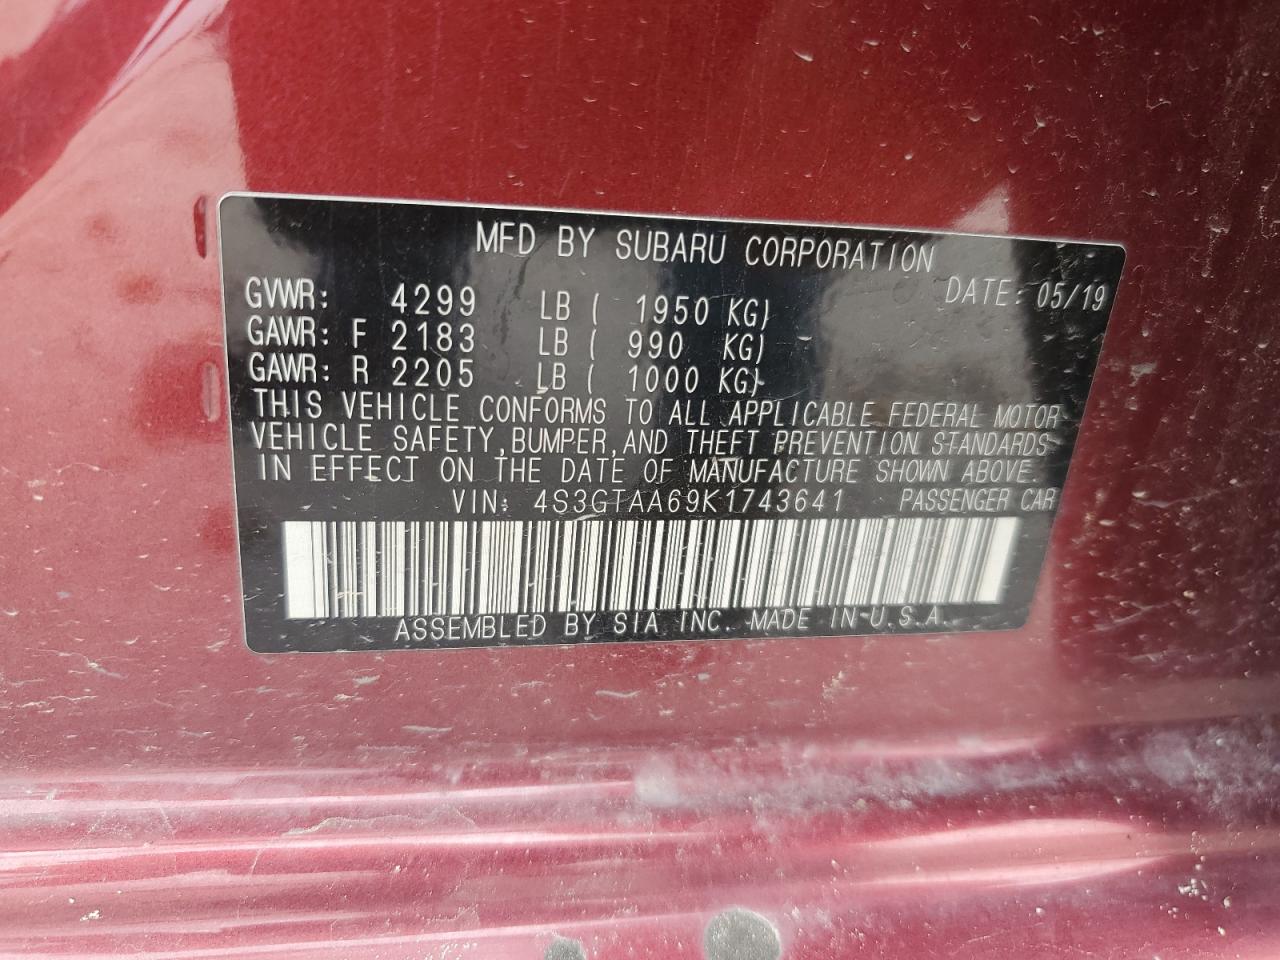 MFD BY SUBARU CORPORATION
DATE: 05/19
GVWR: 4299 LB ( 1950 KG)
GAWR: F 2183 LB ( 990 KG)
GAWR: R 2205 LB ( 1000 KG)
THIS VEHICLE CONFORMS TO ALL APPLICABLE FEDERAL MOTOR
VEHICLE SAFETY, BUMPER, AND THEFT PREVENTION STANDARDS
IN EFFECT ON THE DATE OF MANUFACTURE SHOWN ABOVE.
VIN: 4S3GTAA69K1743641 PASSENGER CAR
ASSEMBLED BY SIA INC. MADE IN U.S.A.